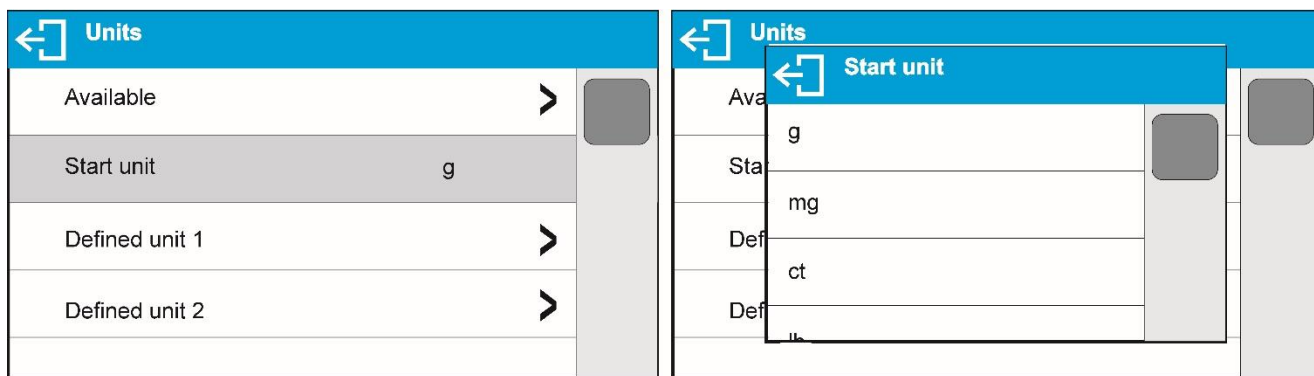 Units
Available
Start unit g
Defined unit 1
Defined unit 2
Units
Start unit
Ava
g
Sta
mg
Def
ct
Def